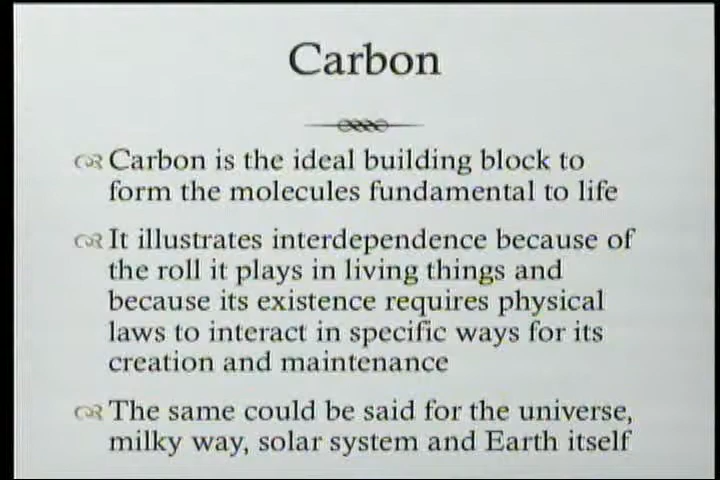 Carbon
Carbon is the ideal building block to
form the molecules fundamental to life
It illustrates interdependence because of
the roll it plays in living things and
because its existence requires physical
laws to interact in specific ways for its
creation and maintenance
The same could be said for the universe,
milky way, solar system and Earth itself